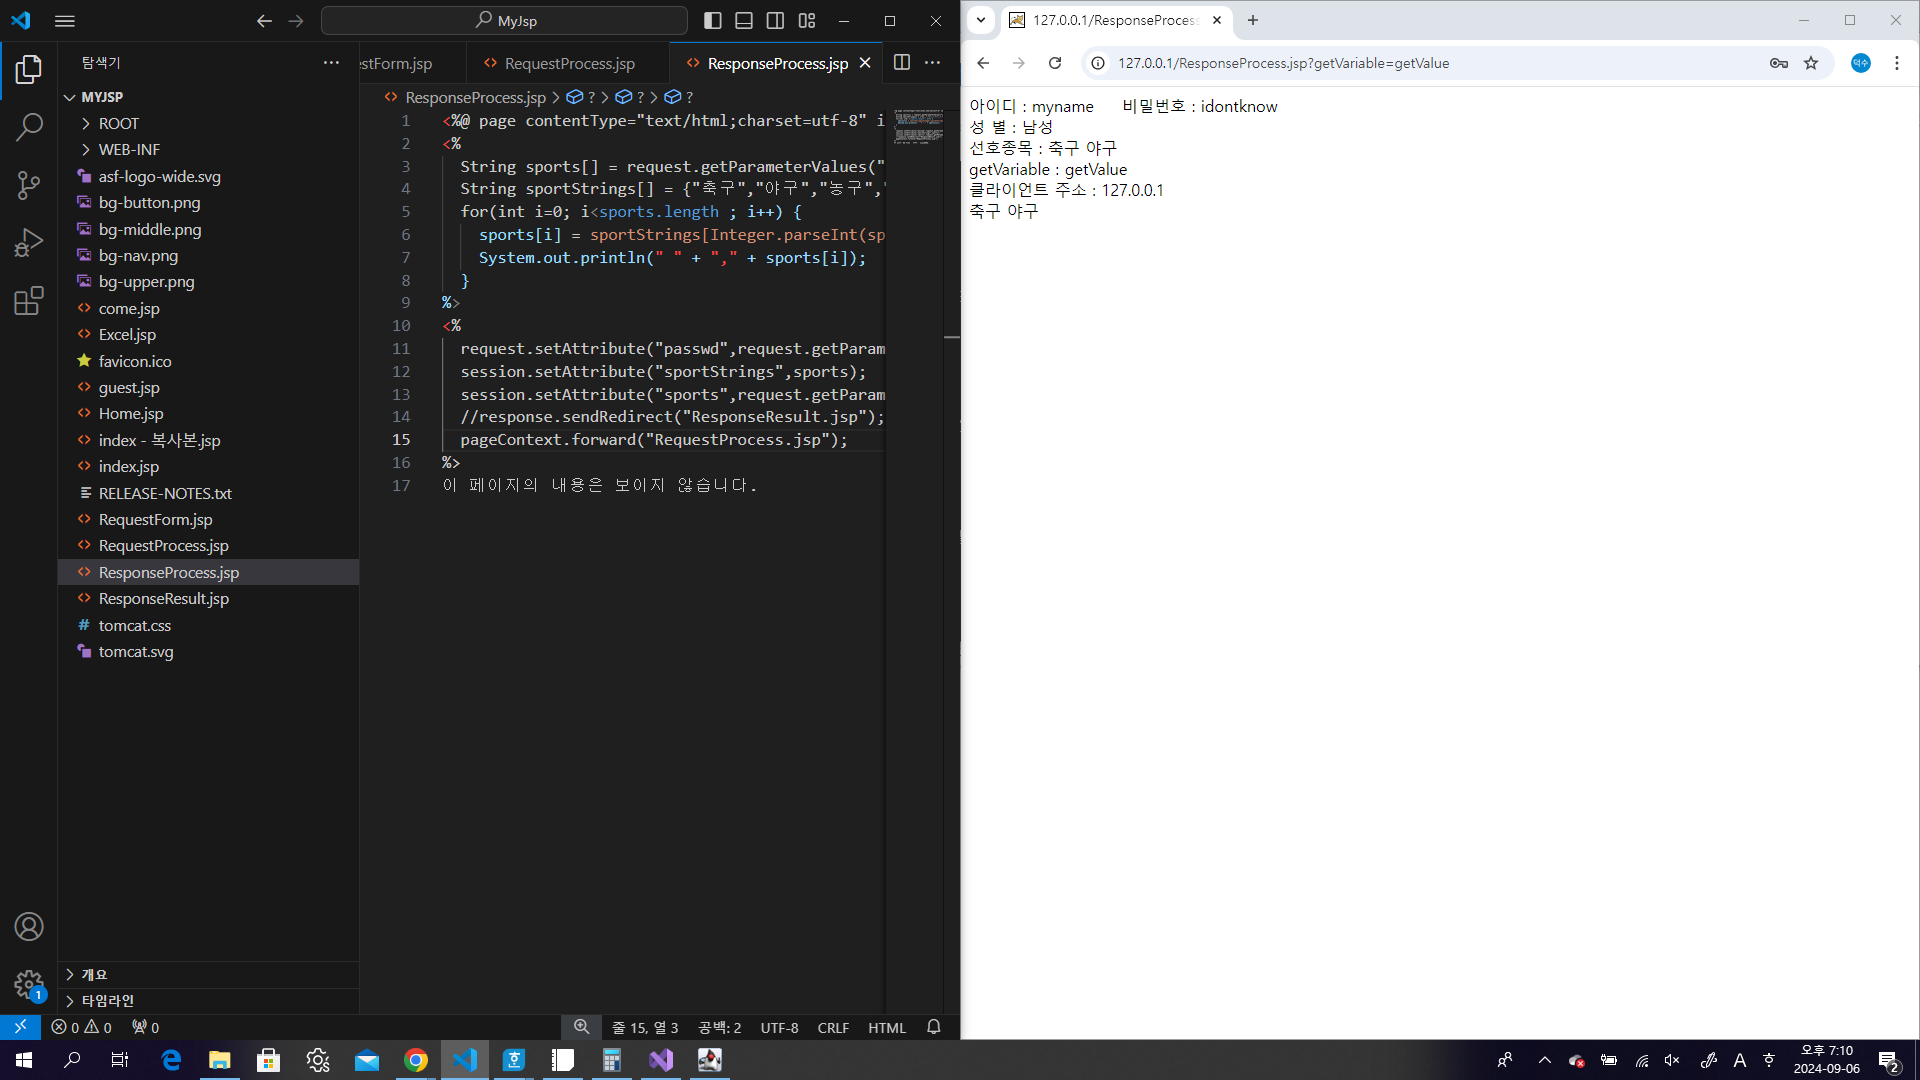 MyJsp
탐색기
estForm.jsp
RequestProcess.jsp
ResponseProcess.jsp
MYJSP
ROOT
WEB-INF
asf-logo-wide.svg
bg-button.png
bg-middle.png
bg-nav.png
bg-upper.png
come.jsp
Excel.jsp
favicon.ico
guest.jsp
Home.jsp
index - 복사본.jsp
index.jsp
RELEASE-NOTES.txt
RequestForm.jsp
RequestProcess.jsp
ResponseProcess.jsp
ResponseResult.jsp
tomcat.css
tomcat.svg
개요
타임라인
ResponseProcess.jsp > ? > ? > ?
1 <%@ page contentType="text/html;charset=utf-8" i
2 <%
3 String sports[] = request.getParameterValues("
4 String sportStrings[] = {"축구","야구","농구","
5 for(int i=0; i<sports.length ; i++) {
6 sports[i] = sportStrings[Integer.parseInt(sp
7 System.out.println(" " + "," + sports[i]);
8 }
9 %>
10 <%
11 request.setAttribute("passwd",request.getParam
12 session.setAttribute("sportStrings",sports);
13 session.setAttribute("sports",request.getParam
14 //response.sendRedirect("ResponseResult.jsp");
15 pageContext.forward("RequestProcess.jsp");
16 %>
17 이 페이지의 내용은 보이지 않습니다.
1
0 0 0
줄 15, 열 3 공백: 2 UTF-8 CRLF HTML
127.0.0.1/ResponseProcess
127.0.0.1/ResponseProcess.jsp?getVariable=getValue
덕수
아이디 : myname 비밀번호 : idontknow
성 별 : 남성
선호종목 : 축구 야구
getVariable : getValue
클라이언트 주소 : 127.0.0.1
축구 야구
A 한
오후 7:10
2024-09-06
2